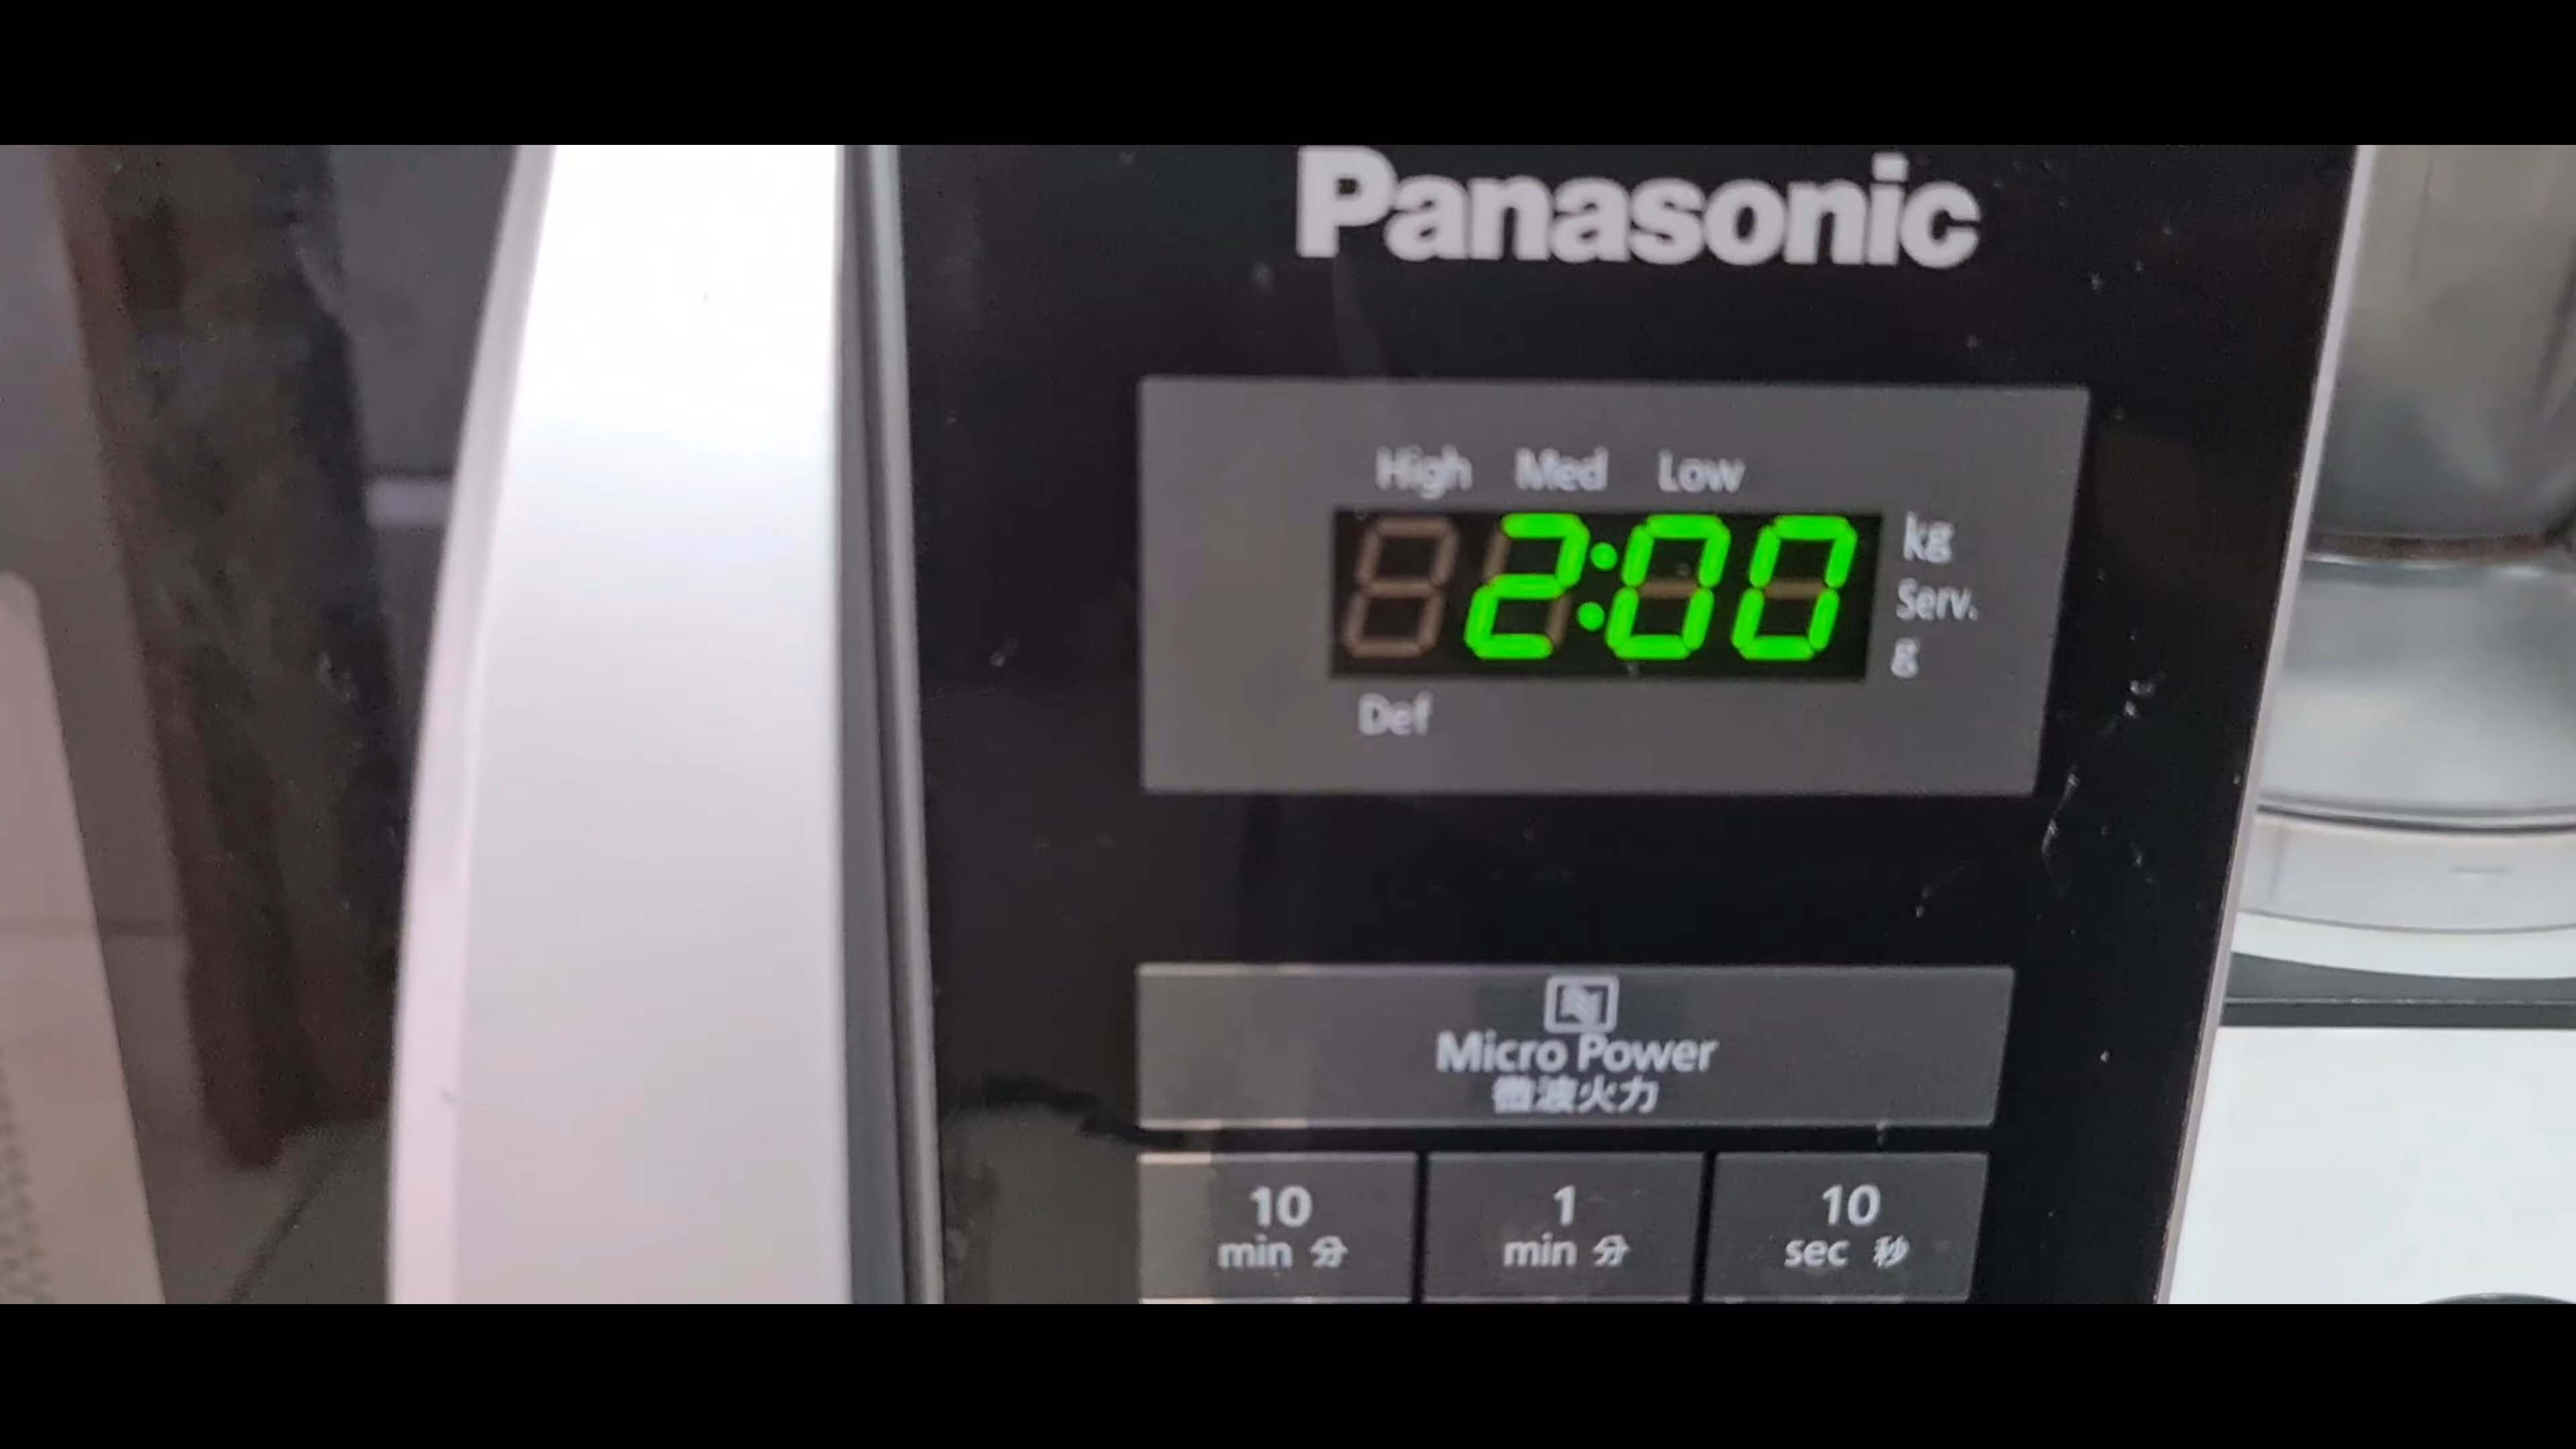 Panasonic
High Med Low
2:00
kg
Serv.
g
Def
Micro Power
微波火力
10 1 10
min 分 min 分 sec 秒